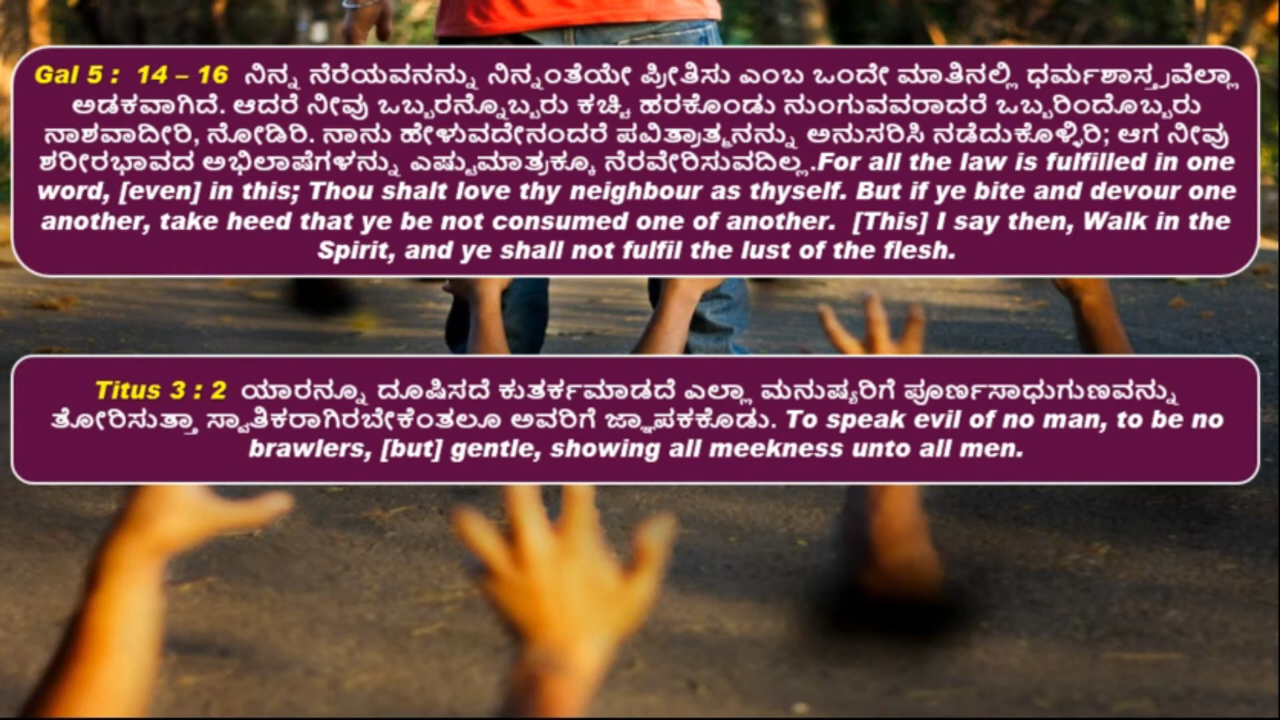 Gal 5 : 14 – 16 ನಿನ್ನ ನೆರೆಯವನನ್ನು ನಿನ್ನಂತೆಯೇ ಪ್ರೀತಿಸು ಎಂಬ ಒಂದೇ ಮಾತಿನಲ್ಲಿ ಧರ್ಮಶಾಸ್ತ್ರವೆಲ್ಲಾ
ಅಡಕವಾಗಿದೆ. ಆದರೆ ನೀವು ಒಬ್ಬರನ್ನೊಬ್ಬರು ಕಚ್ಚಿ ಹರಕೊಂಡು ನುಂಗುವವರಾದರೆ ಒಬ್ಬರಿಂದೊಬ್ಬರು
ನಾಶವಾದೀರಿ, ನೋಡಿರಿ. ನಾನು ಹೇಳುವದೇನಂದರೆ ಪವಿತ್ರಾತ್ಮನನ್ನು ಅನುಸರಿಸಿ ನಡೆದುಕೊಳ್ಳಿರಿ; ಆಗ ನೀವು
ಶರೀರಭಾವದ ಅಭಿಲಾಷೆಗಳನ್ನು ಎಷ್ಟುಮಾತ್ರಕ್ಕೂ ನೆರವೇರಿಸುವದಿಲ್ಲ.For all the law is fulfilled in one
word, [even] in this; Thou shalt love thy neighbour as thyself. But if ye bite and devour one
another, take heed that ye be not consumed one of another. [This] I say then, Walk in the
Spirit, and ye shall not fulfil the lust of the flesh.
Titus 3 : 2 ಯಾರನ್ನೂ ದೂಷಿಸದೆ ಕುತರ್ಕಮಾಡದೆ ಎಲ್ಲಾ ಮನುಷ್ಯರಿಗೆ ಪೂರ್ಣಸಾಧುಗುಣವನ್ನು
ತೋರಿಸುತ್ತಾ ಸ್ವಾತಿಕರಾಗಿರಬೇಕೆಂತಲೂ ಅವರಿಗೆ ಜ್ಞಾಪಕಕೊಡು. To speak evil of no man, to be no
brawlers, [but] gentle, showing all meekness unto all men.